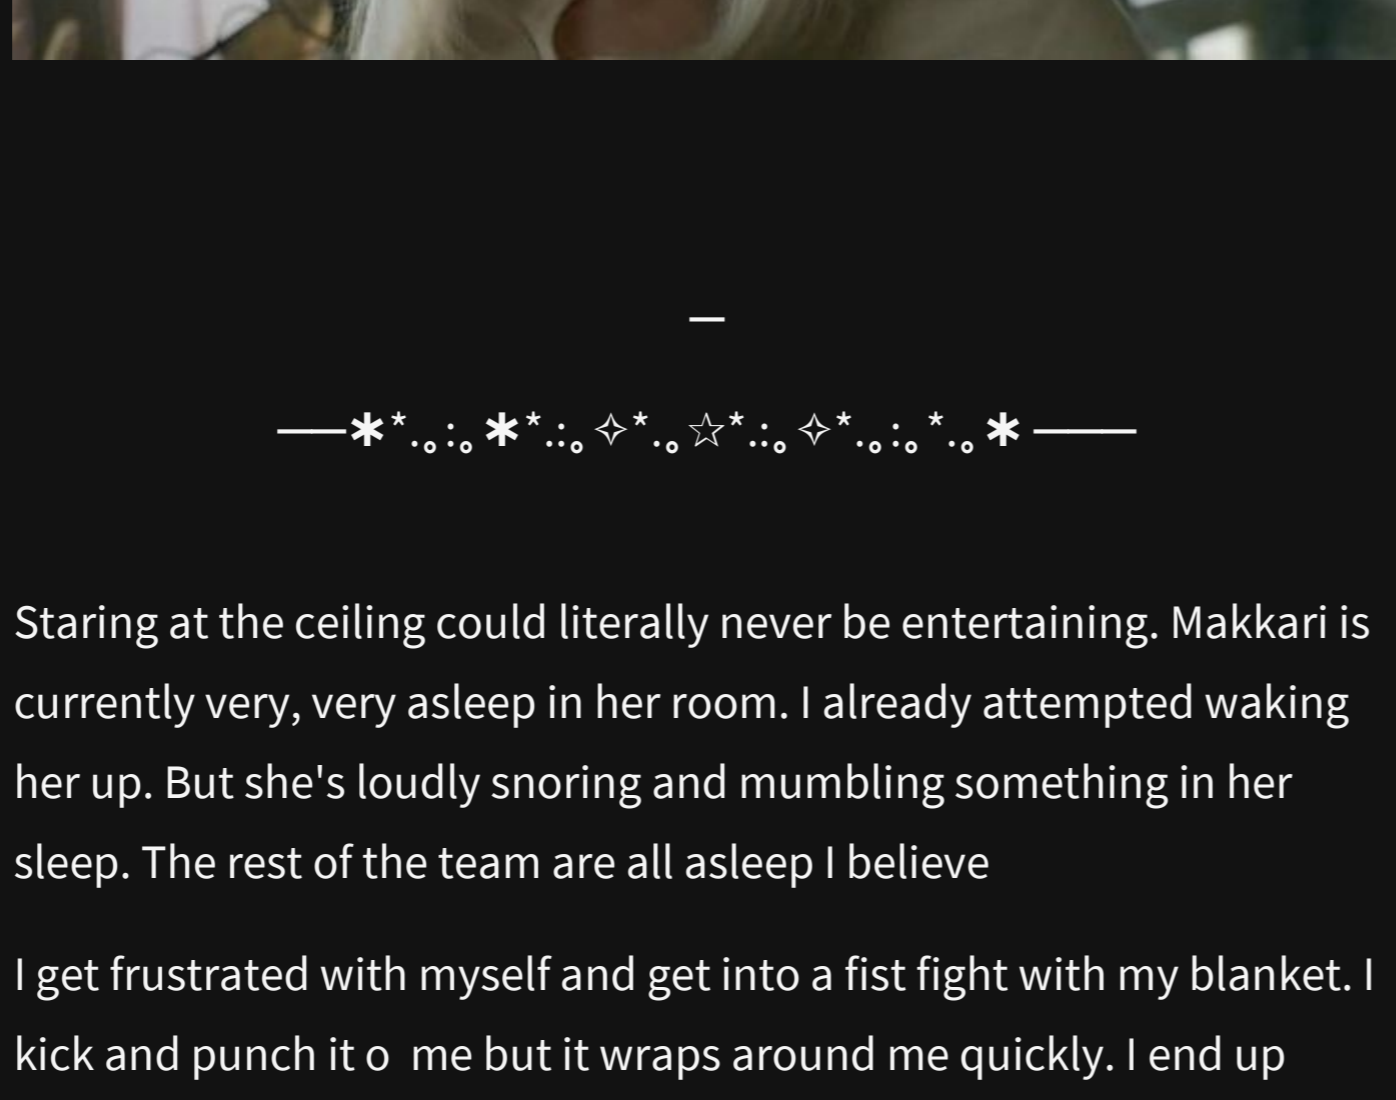 —
——✱*.｡:｡✱*.:｡✧*.｡☆*.:｡✧*.｡:｡*.｡✱ ———
Staring at the ceiling could literally never be entertaining. Makkari is
currently very, very asleep in her room. I already attempted waking
her up. But she's loudly snoring and mumbling something in her
sleep. The rest of the team are all asleep I believe
I get frustrated with myself and get into a fist fight with my blanket. I
kick and punch it o  me but it wraps around me quickly. I end up